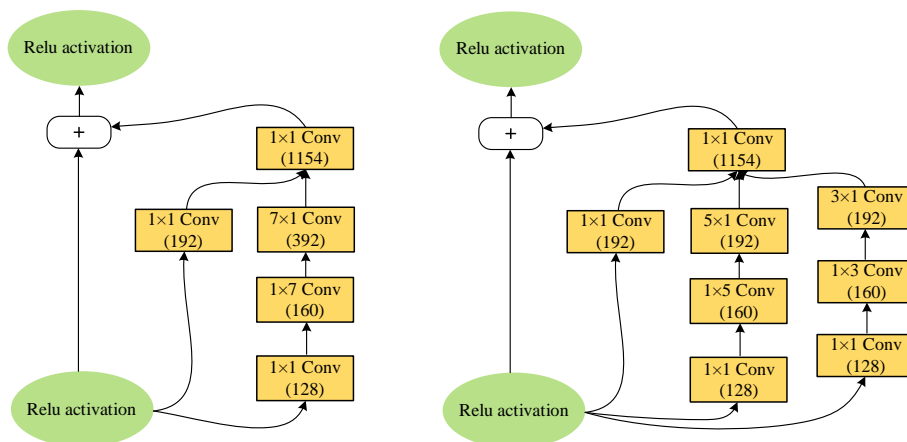 Relu activation
+
1×1 Conv
(1154)
1×1 Conv
(192)
7×1 Conv
(392)
1×7 Conv
(160)
1×1 Conv
(128)
Relu activation
Relu activation
+
1×1 Conv
(1154)
1×1 Conv
(192)
5×1 Conv
(192)
3×1 Conv
(192)
1×5 Conv
(160)
1×3 Conv
(160)
1×1 Conv
(128)
1×1 Conv
(128)
Relu activation